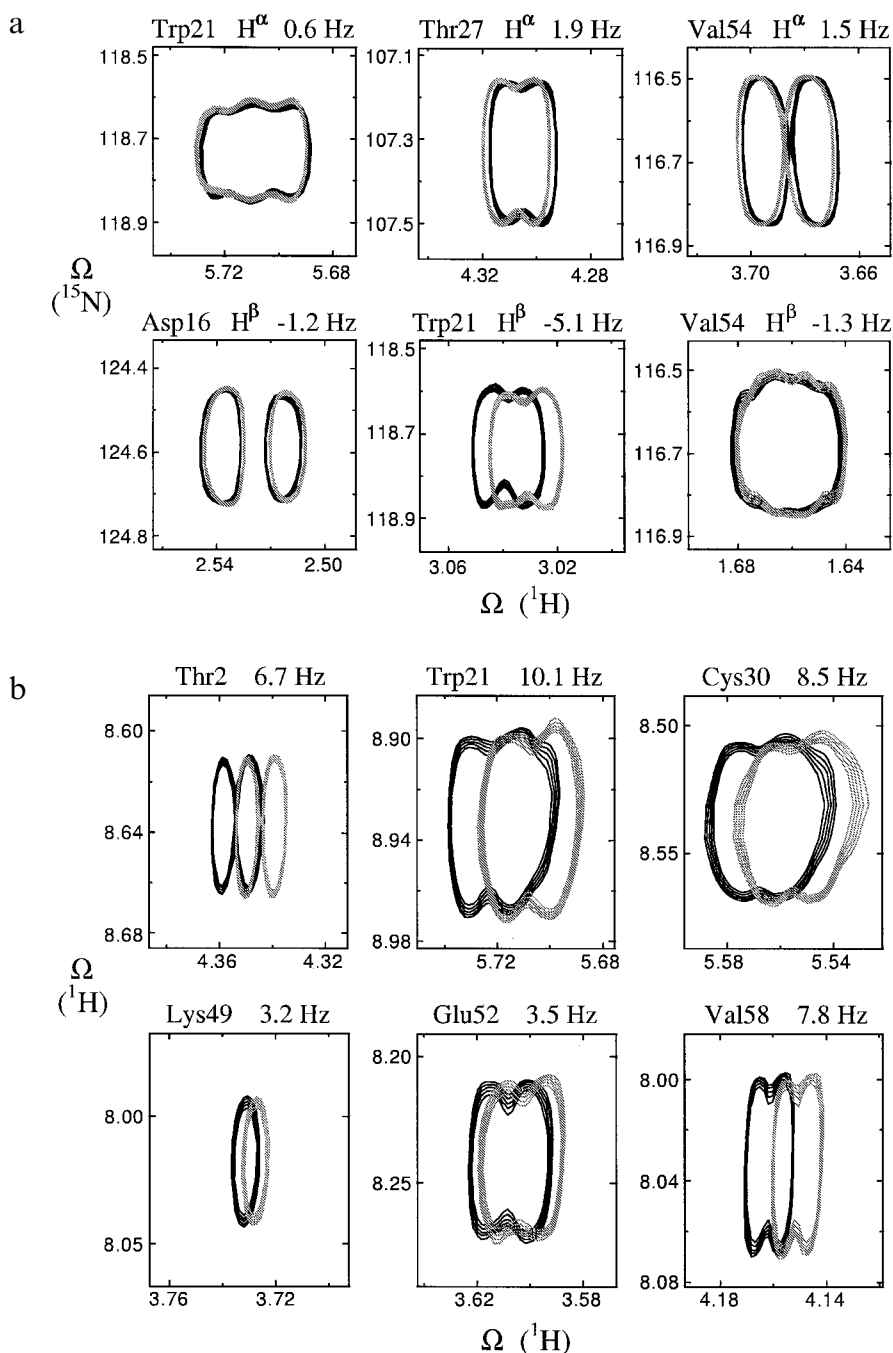 a
Trp21 Hα 0.6 Hz
118.5
118.7
118.9
5.72 5.68
Thr27 Hα 1.9 Hz
107.1
107.3
107.5
4.32 4.28
Val54 Hα 1.5 Hz
116.5
116.7
116.9
3.70 3.66
Ω
(15N)
Asp16 Hβ -1.2 Hz
124.4
124.6
124.8
2.54 2.50
Trp21 Hβ -5.1 Hz
118.5
118.7
118.9
3.06 3.02
Val54 Hβ -1.3 Hz
116.5
116.7
116.9
1.68 1.64
Ω (1H)
b
Thr2 6.7 Hz
8.60
8.64
8.68
4.36 4.32
Trp21 10.1 Hz
8.90
8.94
8.98
5.72 5.68
Cys30 8.5 Hz
8.50
8.55
5.58 5.54
Ω
(1H)
Lys49 3.2 Hz
8.00
8.05
3.76 3.72
Glu52 3.5 Hz
8.20
8.25
3.62 3.58
Val58 7.8 Hz
8.00
8.04
8.08
4.18 4.14
Ω (1H)